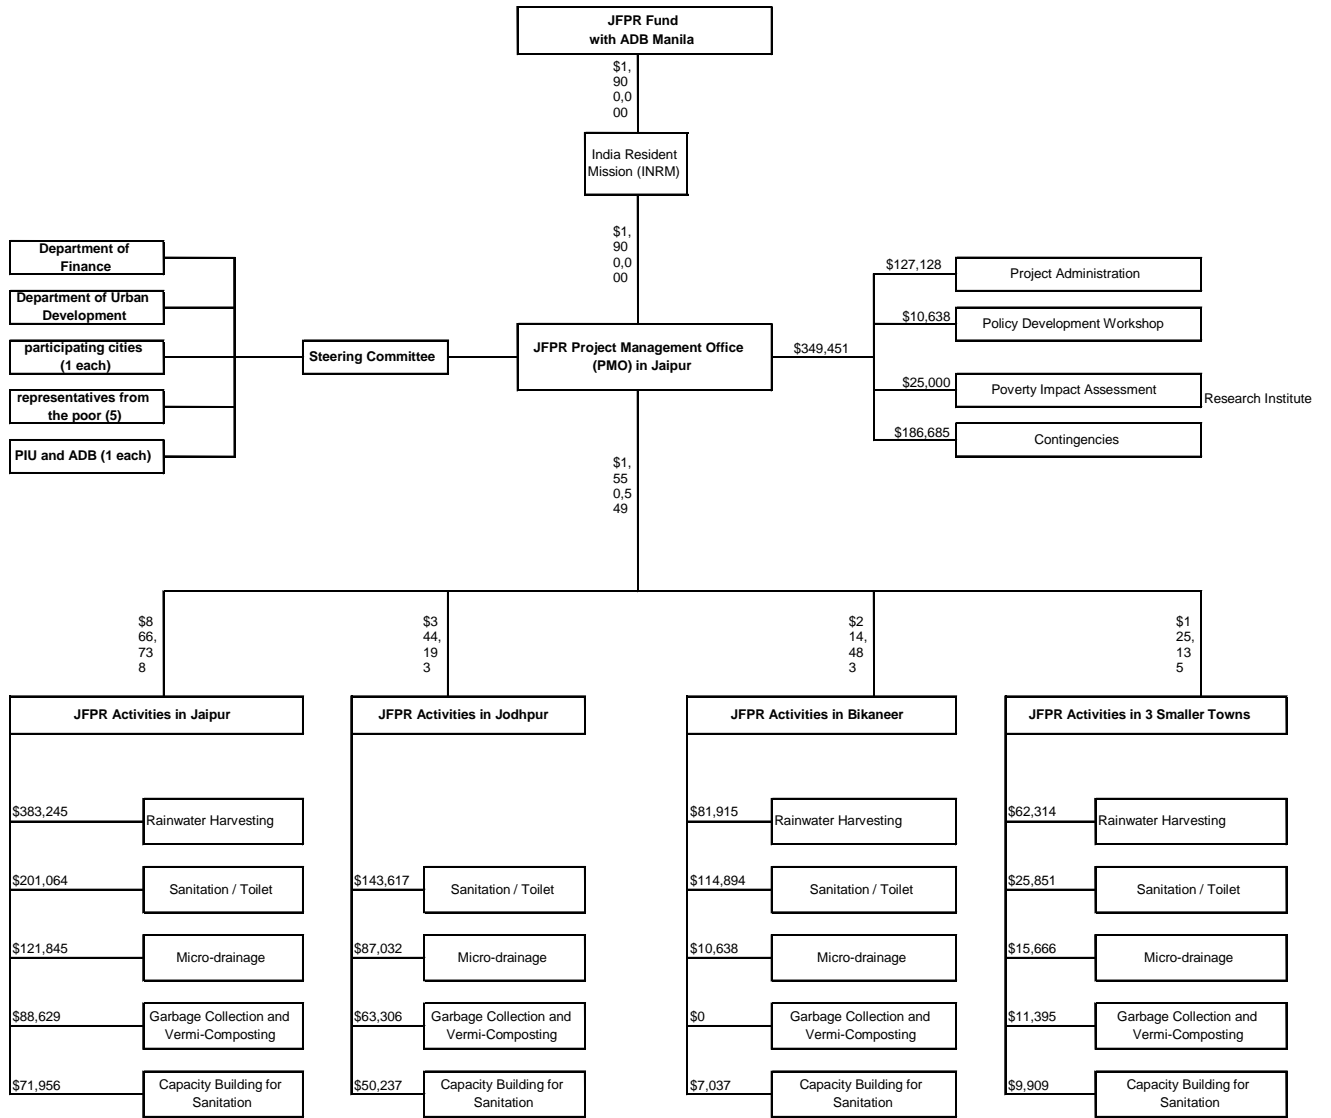 JFPR Fund
with ADB Manila
$1,
90
0,0
00
India Resident
Mission (INRM)
$1,
90
0,0
00
Department of
Finance
Department of Urban
Development
participating cities
(1 each)
representatives from
the poor (5)
PIU and ADB (1 each)
Steering Committee
JFPR Project Management Office
(PMO) in Jaipur
$349,451
$127,128
Project Administration
$10,638
Policy Development Workshop
$25,000
Poverty Impact Assessment
Research Institute
$186,685
Contingencies
$1,
55
0,5
49
$8
66,
73
8
$3
44,
19
3
$2
14,
48
3
$1
25,
13
5
JFPR Activities in Jaipur
$383,245
Rainwater Harvesting
$201,064
Sanitation / Toilet
$121,845
Micro-drainage
$88,629
Garbage Collection and
Vermi-Composting
$71,956
Capacity Building for
Sanitation
JFPR Activities in Jodhpur
$143,617
Sanitation / Toilet
$87,032
Micro-drainage
$63,306
Garbage Collection and
Vermi-Composting
$50,237
Capacity Building for
Sanitation
JFPR Activities in Bikaneer
$81,915
Rainwater Harvesting
$114,894
Sanitation / Toilet
$10,638
Micro-drainage
$0
Garbage Collection and
Vermi-Composting
$7,037
Capacity Building for
Sanitation
JFPR Activities in 3 Smaller Towns
$62,314
Rainwater Harvesting
$25,851
Sanitation / Toilet
$15,666
Micro-drainage
$11,395
Garbage Collection and
Vermi-Composting
$9,909
Capacity Building for
Sanitation